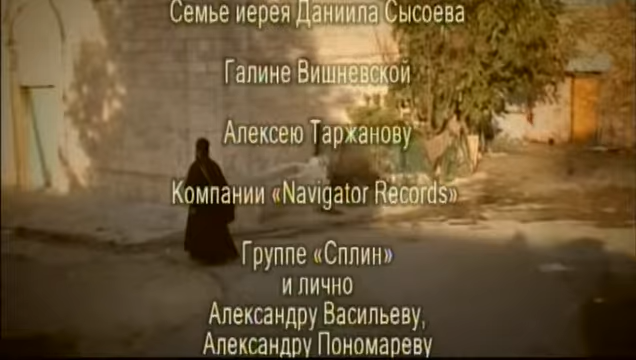 Семье иерея Даниила Сысоева
Галине Вишневской
Алексею Таржанову
Компании «Navigator Records»
Группе «Сплин»
и лично
Александру Васильеву,
Александру Пономареву